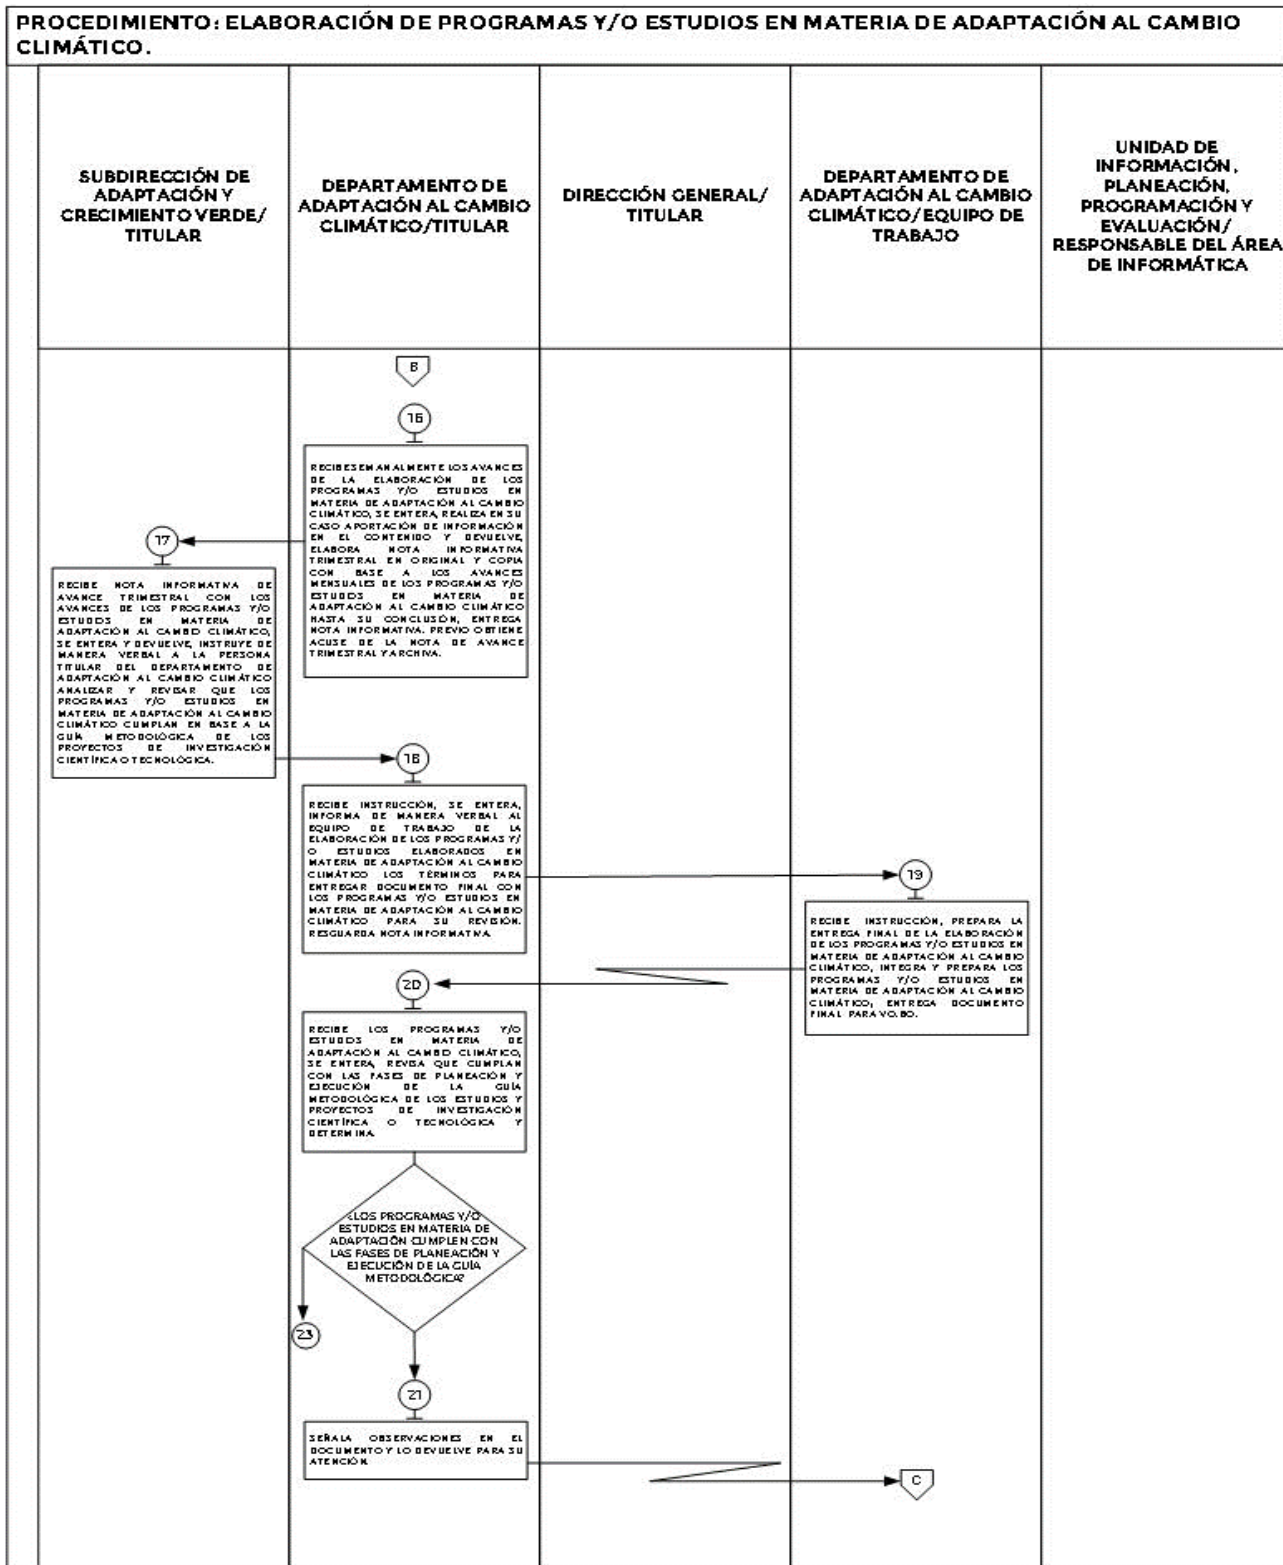 PROCEDIMIENTO: ELABORACIÓN DE PROGRAMAS Y/O ESTUDIOS EN MATERIA DE ADAPTACIÓN AL CAMBIO
CLIMÁTICO.
SUBDIRECCIÓN DE
ADAPTACIÓN Y
CRECIMIENTO VERDE/
TITULAR
DEPARTAMENTO DE
ADAPTACIÓN AL CAMBIO
CLIMÁTICO/TITULAR
DIRECCIÓN GENERAL/
TITULAR
DEPARTAMENTO DE
ADAPTACIÓN AL CAMBIO
CLIMÁTICO/EQUIPO DE
TRABAJO
UNIDAD DE
INFORMACIÓN,
PLANEACIÓN,
PROGRAMACIÓN Y
EVALUACIÓN/
RESPONSABLE DEL ÁREA
DE INFORMÁTICA
B
16
RECIBE SEMANALMENTE LOS AVANCES
DE LA ELABORACIÓN DE LOS
PROGRAMAS Y/O ESTUDIOS EN
MATERIA DE ADAPTACIÓN AL CAMBIO
CLIMÁTICO, SE ENTERA, REALIZA EN SU
CASO APORTACIÓN DE INFORMACIÓN
EN EL CONTENIDO Y DEVUELVE,
ELABORA NOTA INFORMATIVA
TRIMESTRAL EN ORIGINAL Y COPIA
CON BASE A LOS AVANCES
MENSUALES DE LOS PROGRAMAS Y/O
ESTUDIOS EN MATERIA DE
ADAPTACIÓN AL CAMBIO CLIMÁTICO
HASTA SU CONCLUSIÓN, ENTREGA
NOTA INFORMATIVA. PREVIO OBTIENE
ACUSE DE LA NOTA DE AVANCE
TRIMESTRAL Y ARCHIVA.
17
RECIBE NOTA INFORMATIVA DE
AVANCE TRIMESTRAL CON LOS
AVANCES DE LOS PROGRAMAS Y/O
ESTUDIOS EN MATERIA DE
ADAPTACIÓN AL CAMBIO CLIMÁTICO,
SE ENTERA Y DEVUELVE, INSTRUYE DE
MANERA VERBAL A LA PERSONA
TITULAR DEL DEPARTAMENTO DE
ADAPTACIÓN AL CAMBIO CLIMÁTICO
ANALIZAR Y REVISAR QUE LOS
PROGRAMAS Y/O ESTUDIOS EN
MATERIA DE ADAPTACIÓN AL CAMBIO
CLIMÁTICO CUMPLAN EN BASE A LA
GUÍA METODOLÓGICA DE LOS
PROYECTOS DE INVESTIGACIÓN
CIENTÍFICA O TECNOLÓGICA.
18
RECIBE INSTRUCCIÓN, SE ENTERA,
INFORMA DE MANERA VERBAL AL
EQUIPO DE TRABAJO DE LA
ELABORACIÓN DE LOS PROGRAMAS Y/
O ESTUDIOS ELABORADOS EN
MATERIA DE ADAPTACIÓN AL CAMBIO
CLIMÁTICO LOS TÉRMINOS PARA
ENTREGAR DOCUMENTO FINAL CON
LOS PROGRAMAS Y/O ESTUDIOS EN
MATERIA DE ADAPTACIÓN AL CAMBIO
CLIMÁTICO PARA SU REVISIÓN.
RESGUARDA NOTA INFORMATIVA.
19
RECIBE INSTRUCCIÓN, PREPARA LA
ENTREGA FINAL DE LA ELABORACIÓN
DE LOS PROGRAMAS Y/O ESTUDIOS EN
MATERIA DE ADAPTACIÓN AL CAMBIO
CLIMÁTICO, INTEGRA Y PREPARA LOS
PROGRAMAS Y/O ESTUDIOS EN
MATERIA DE ADAPTACIÓN AL CAMBIO
CLIMÁTICO, ENTREGA DOCUMENTO
FINAL PARA VO.BO.
20
RECIBE LOS PROGRAMAS Y/O
ESTUDIOS EN MATERIA DE
ADAPTACIÓN AL CAMBIO CLIMÁTICO,
SE ENTERA, REVISA QUE CUMPLAN
CON LAS FASES DE PLANEACIÓN Y
EJECUCIÓN DE LA GUÍA
METODOLÓGICA DE LOS ESTUDIOS Y
PROYECTOS DE INVESTIGACIÓN
CIENTÍFICA O TECNOLÓGICA Y
DETERMINA.
¿LOS PROGRAMAS Y/O
ESTUDIOS EN MATERIA DE
ADAPTACIÓN CUMPLEN CON
LAS FASES DE PLANEACIÓN Y
EJECUCIÓN DE LA GUÍA
METODOLÓGICA?
23
21
SEÑALA OBSERVACIONES EN EL
DOCUMENTO Y LO DEVUELVE PARA SU
ATENCIÓN.
C